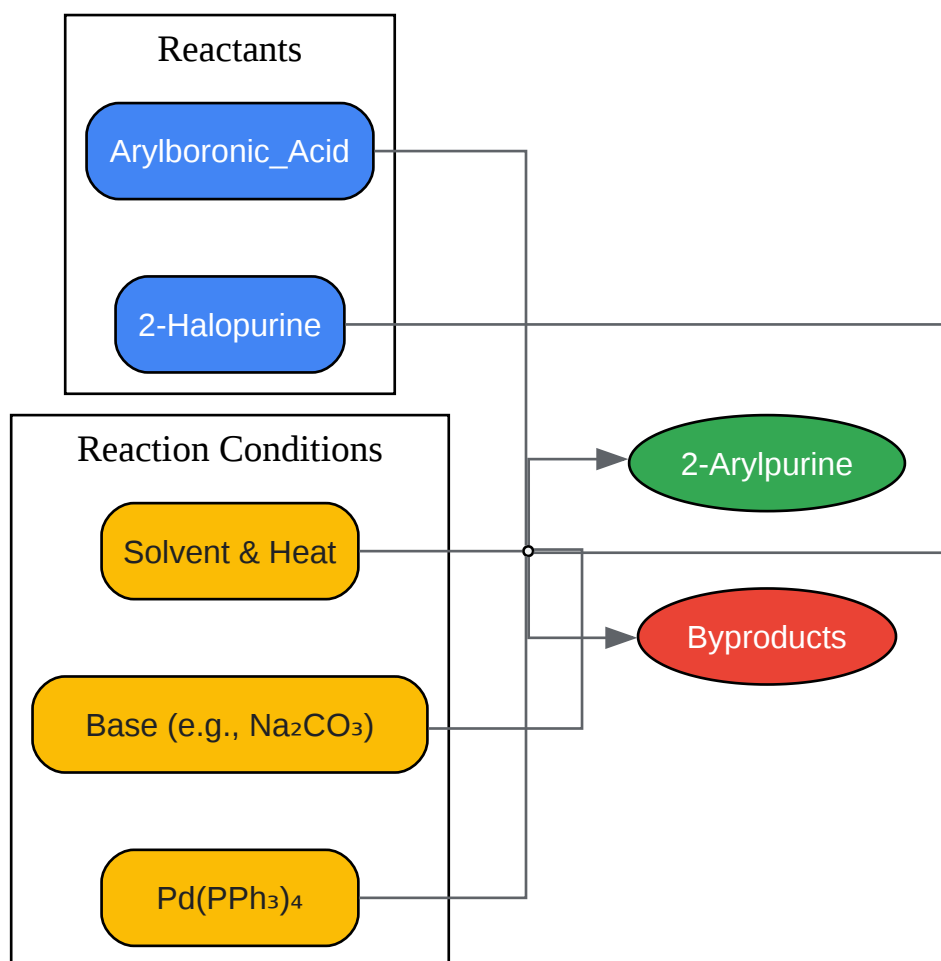 Reactants
Arylboronic_Acid
2-Halopurine
Reaction Conditions
Solvent & Heat
Base (e.g., Na₂CO₃)
Pd(PPh₃)₄
2-Arylpurine
Byproducts